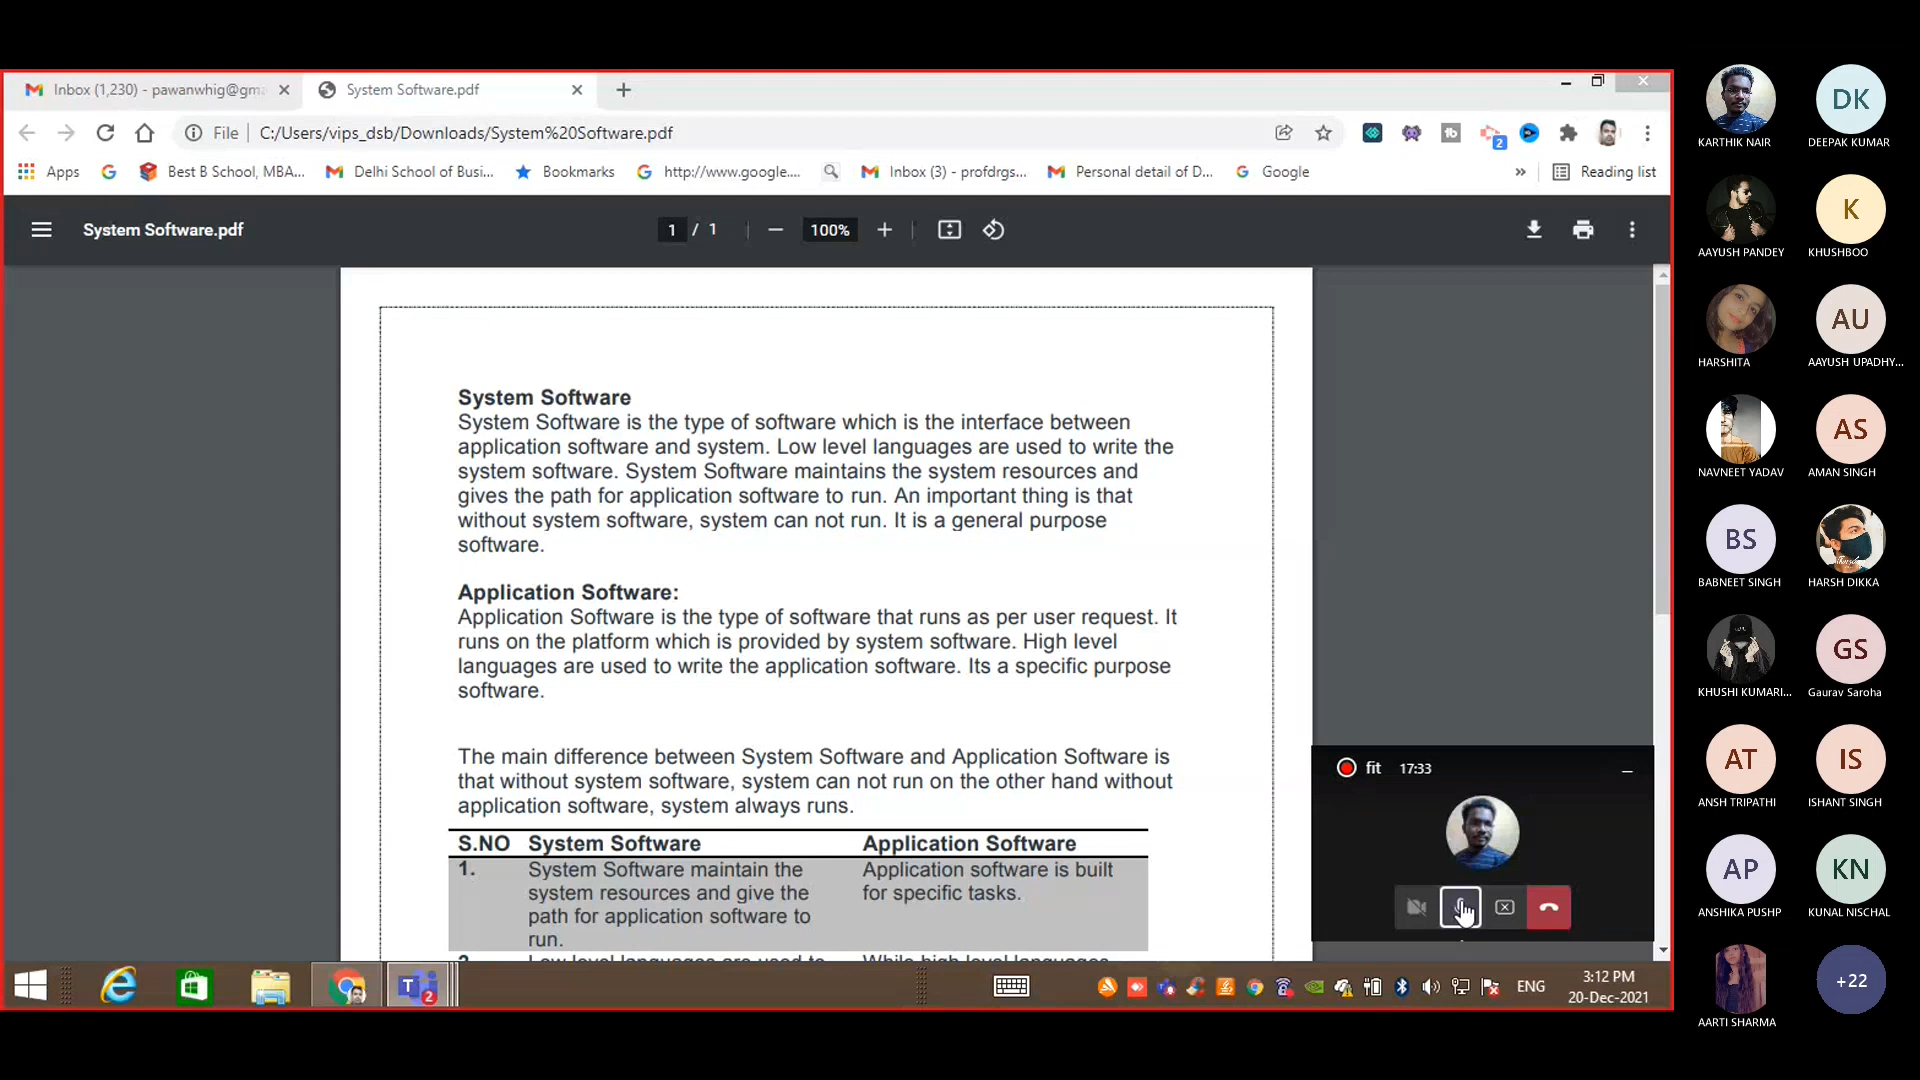 Inbox (1,230) - pawanwhig@gm
System Software.pdf
File
C:/Users/vips_dsb/Downloads/System%20Software.pdf
2
Apps
Best B School, MBA...
Delhi School of Busi...
Bookmarks
http://www.google....
Inbox (3) - profdrgs...
Personal detail of D...
Google
»
Reading list
System Software.pdf
1 / 1
100%
System Software
System Software is the type of software which is the interface between
application software and system. Low level languages are used to write the
system software. System Software maintains the system resources and
gives the path for application software to run. An important thing is that
without system software, system can not run. It is a general purpose
software.
Application Software:
Application Software is the type of software that runs as per user request. It
runs on the platform which is provided by system software. High level
languages are used to write the application software. Its a specific purpose
software.
The main difference between System Software and Application Software is
that without system software, system can not run on the other hand without
application software, system always runs.
S.NO System Software Application Software
1. System Software maintain the Application software is built
system resources and give the for specific tasks.
path for application software to
run.
Low level languages are used to While high level languages
fit 17:33
2
ENG
3:12 PM
20-Dec-2021
KARTHIK NAIR
DK
DEEPAK KUMAR
AAYUSH PANDEY
K
KHUSHBOO
HARSHITA
AU
AAYUSH UPADHY...
NAVNEET YADAV
AS
AMAN SINGH
BS
BABNEET SINGH
HARSH DIKKA
KHUSHI KUMARI...
GS
Gaurav Saroha
AT
ANSH TRIPATHI
IS
ISHANT SINGH
AP
ANSHIKA PUSHP
KN
KUNAL NISCHAL
AARTI SHARMA
+22